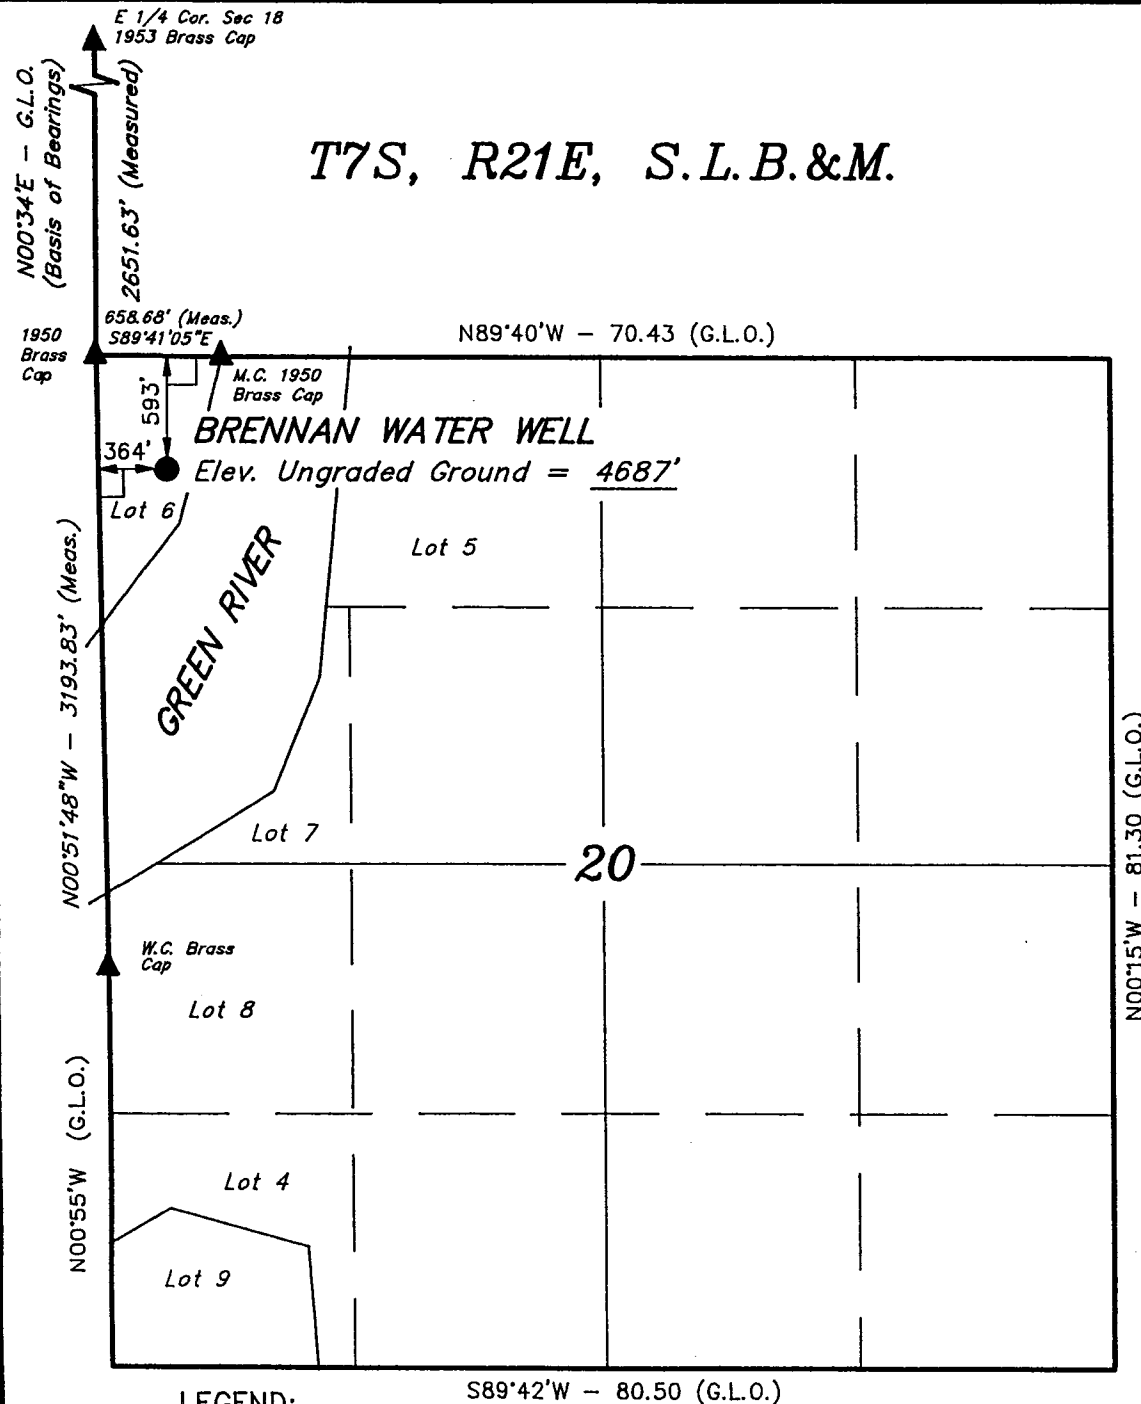 E 1/4 Cor. Sec 18
1953 Brass Cap
N00°34'E - G.L.O.
(Basis of Bearings)
2651.63' (Measured)
T7S, R21E, S.L.B.&M.
658.68' (Meas.)
S89°41'05"E
1950
Brass
Cap
N89°40'W - 70.43 (G.L.O.)
M.C. 1950
Brass Cap
593'
364'
BRENNAN WATER WELL
Elev. Ungraded Ground = 4687'
Lot 6
Lot 5
GREEN RIVER
N00°51'48"W - 3193.83' (Meas.)
Lot 7
20
N00°15'W - 81.30 (G.L.O.)
W.C. Brass
Cap
Lot 8
N00°55'W (G.L.O.)
Lot 4
Lot 9
S89°42'W - 80.50 (G.L.O.)
LEGEND: